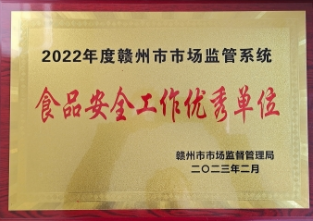 2022年度赣州市市场监管系统
食品安全工作优秀单位
赣州市市场监督管理局
二〇二三年二月